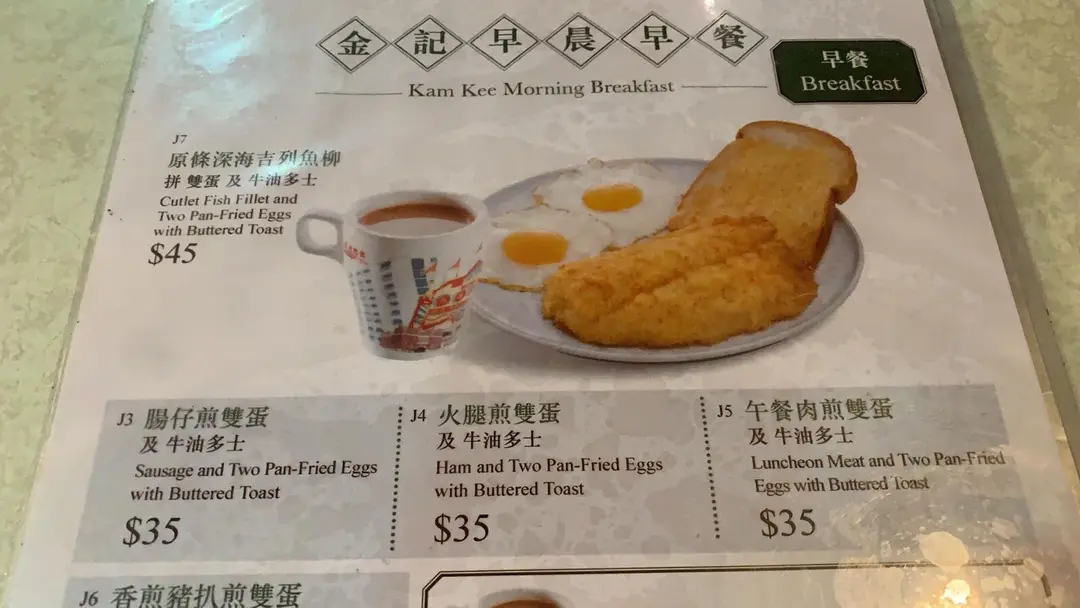 金記早晨早餐
Kam Kee Morning Breakfast
早餐
Breakfast
J7
原條深海吉列魚柳
拼 雙蛋 及 牛油多士
Cutlet Fish Fillet and
Two Pan-Fried Eggs
with Buttered Toast
$45
J3 腸仔煎雙蛋
及 牛油多士
Sausage and Two Pan-Fried Eggs
with Buttered Toast
$35
J4 火腿煎雙蛋
及 牛油多士
Ham and Two Pan-Fried Eggs
with Buttered Toast
$35
J5 午餐肉煎雙蛋
及 牛油多士
Luncheon Meat and Two Pan-Fried
Eggs with Buttered Toast
$35
J6 香煎豬扒煎雙蛋